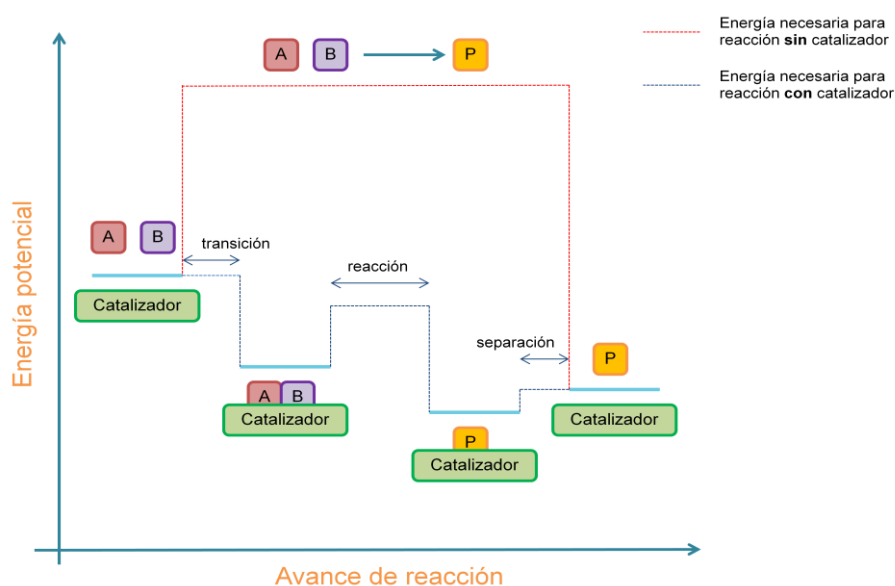 A B P
Energía necesaria para
reacción sin catalizador
Energía necesaria para
reacción con catalizador
Energía potencial
A B
transición
reacción
Catalizador
separación
P
A B
Catalizador
Catalizador
P
Catalizador
Avance de reacción